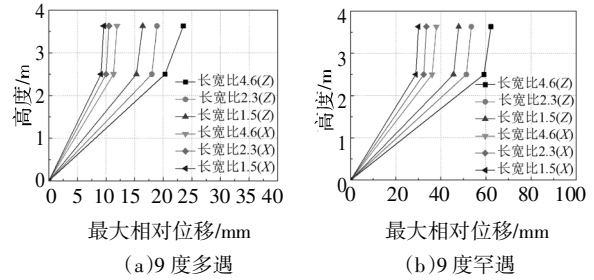 4
3
2
1
0
高度/m
长宽比4.6(Z)
长宽比2.3(Z)
长宽比1.5(Z)
长宽比4.6(X)
长宽比2.3(X)
长宽比1.5(X)
0 5 10 15 20 25 30 35 40
最大相对位移/mm
(a)9 度多遇
4
3
2
1
0
高度/m
长宽比4.6(Z)
长宽比2.3(Z)
长宽比1.5(Z)
长宽比4.6(X)
长宽比2.3(X)
长宽比1.5(X)
0 20 40 60 80 100
最大相对位移/mm
(b)9 度罕遇